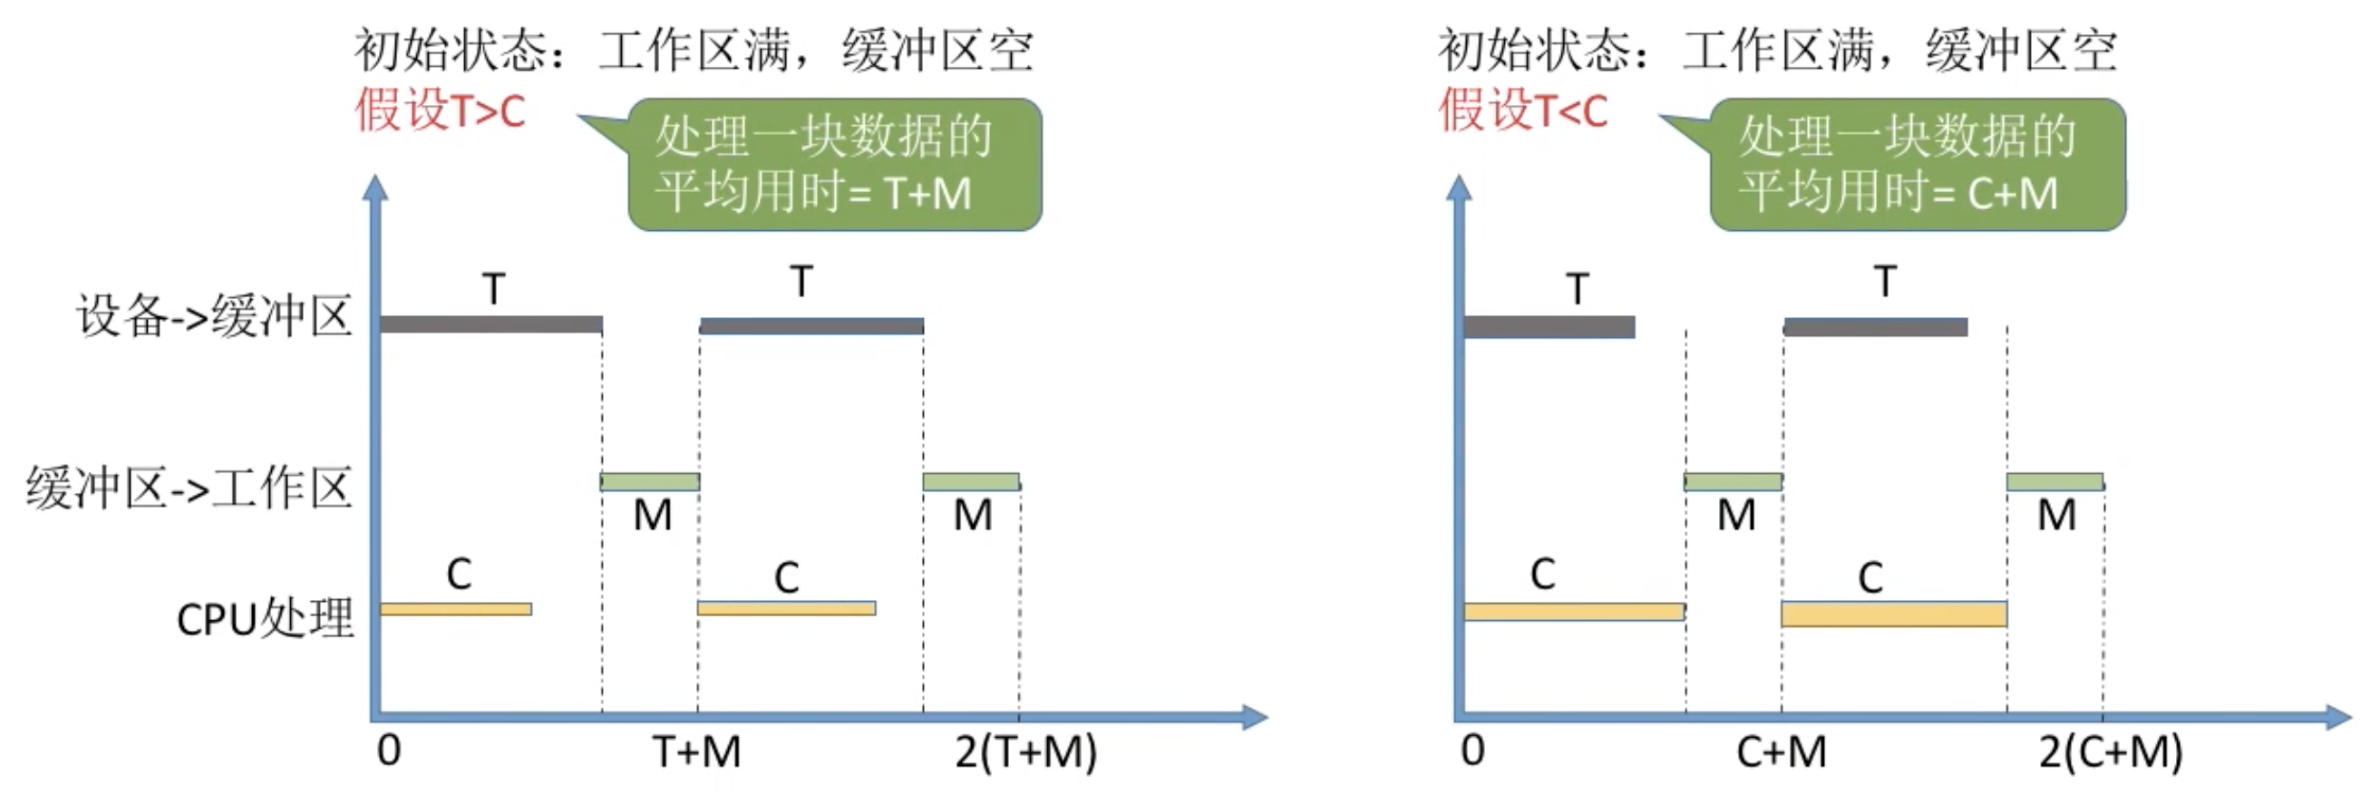 初始状态：工作区满，缓冲区空
假设T>C
处理一块数据的
平均用时= T+M
T
T
设备->缓冲区
缓冲区->工作区
M
M
C
C
CPU处理
0
T+M
2(T+M)
初始状态：工作区满，缓冲区空
假设T<C
处理一块数据的
平均用时= C+M
T
T
M
M
C
C
0
C+M
2(C+M)